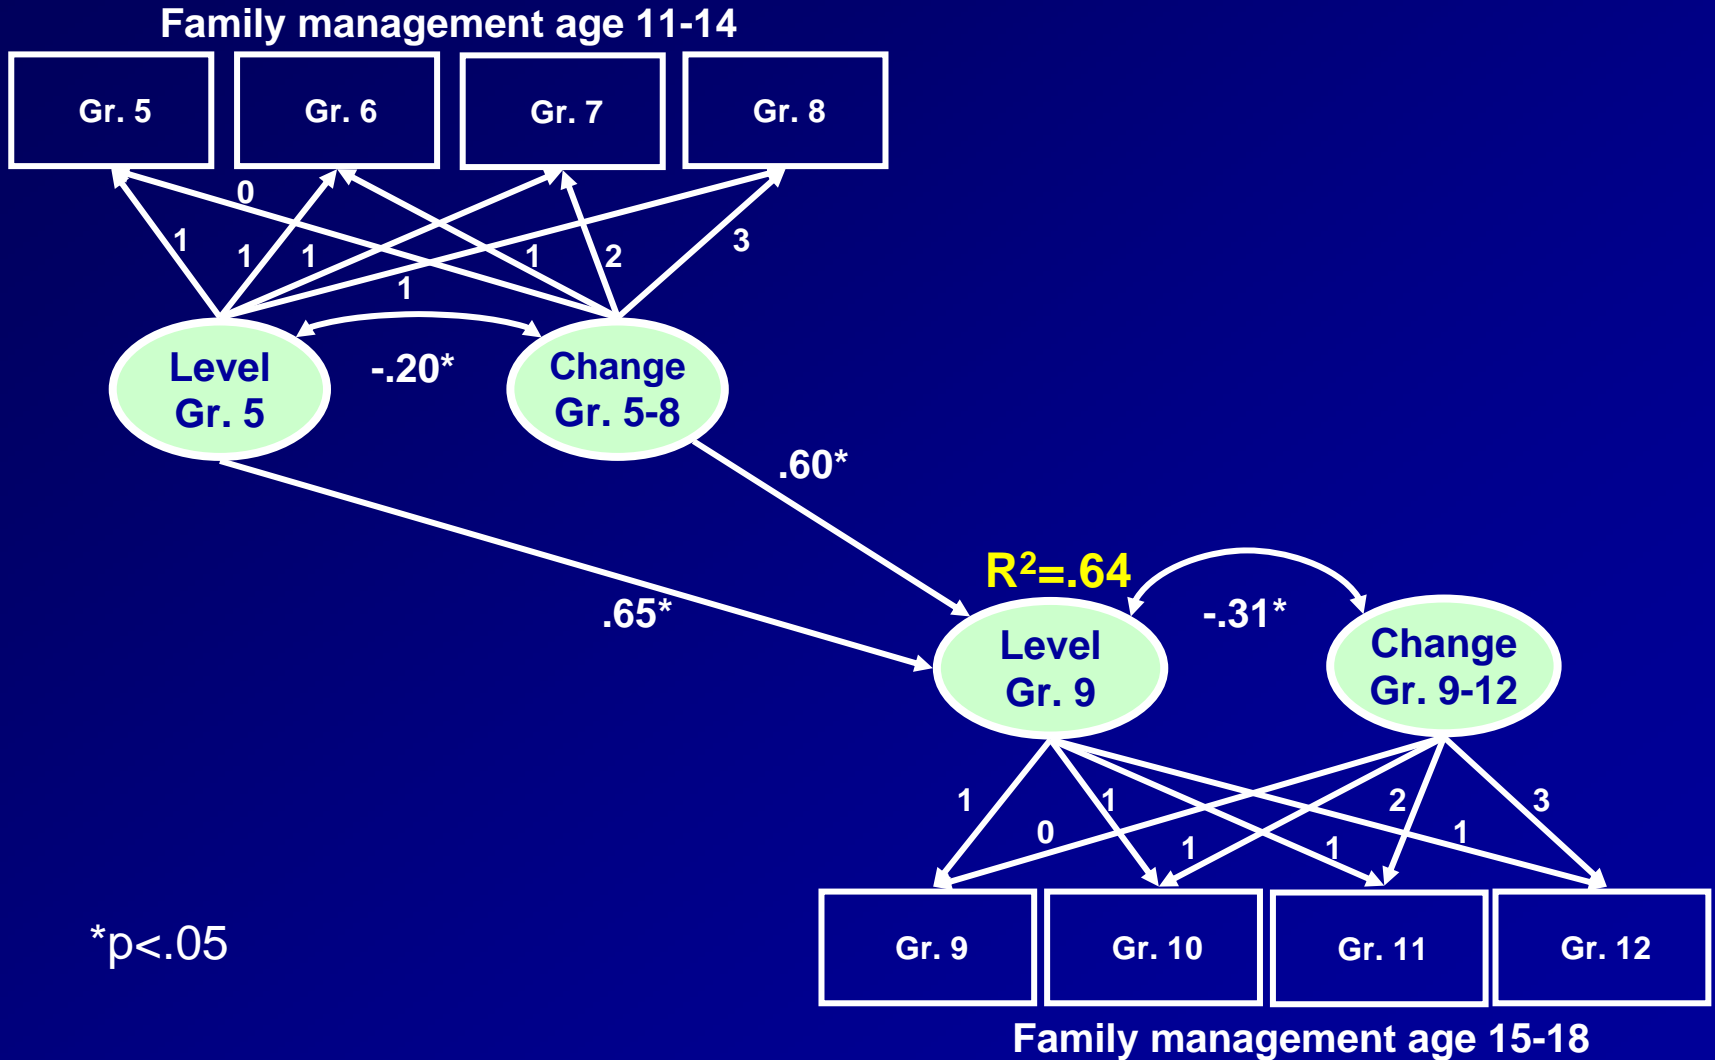 Family management age 11-14
Gr. 5
Gr. 6
Gr. 7
Gr. 8
0
1
1
1
1
1
2
3
Level
Gr. 5
-.20*
Change
Gr. 5-8
.60*
.65*
R²=.64
-.31*
Level
Gr. 9
Change
Gr. 9-12
1
0
1
1
1
2
1
3
Gr. 9
Gr. 10
Gr. 11
Gr. 12
*p<.05
Family management age 15-18